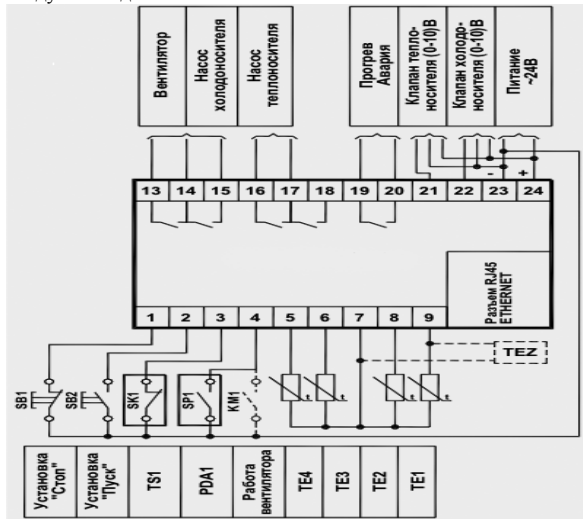 Вентилятор
Насос
холодоносителя
Насос
теплоносителя
Прогрев
Авария
Клапан тепло-
носителя (0-10)В
Клапан холодо-
носителя (0-10)В
Питание
~24В
- +
13 14 15 16 17 18 19 20 21 22 23 24
Разъем RJ45
ETHERNET
1 2 3 4 5 6 7 8 9
TEZ
SB1 SB2 SK1 SP1 KM1
t t t t
Установка
"Стоп"
Установка
"Пуск"
TS1
PDA1
Работа
вентилятора
TE4
TE3
TE2
TE1